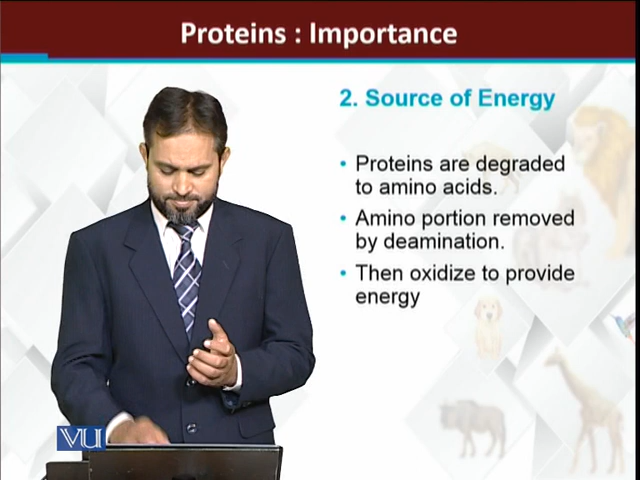 Proteins : Importance
2. Source of Energy
• Proteins are degraded
to amino acids.
• Amino portion removed
by deamination.
• Then oxidize to provide
energy
VU